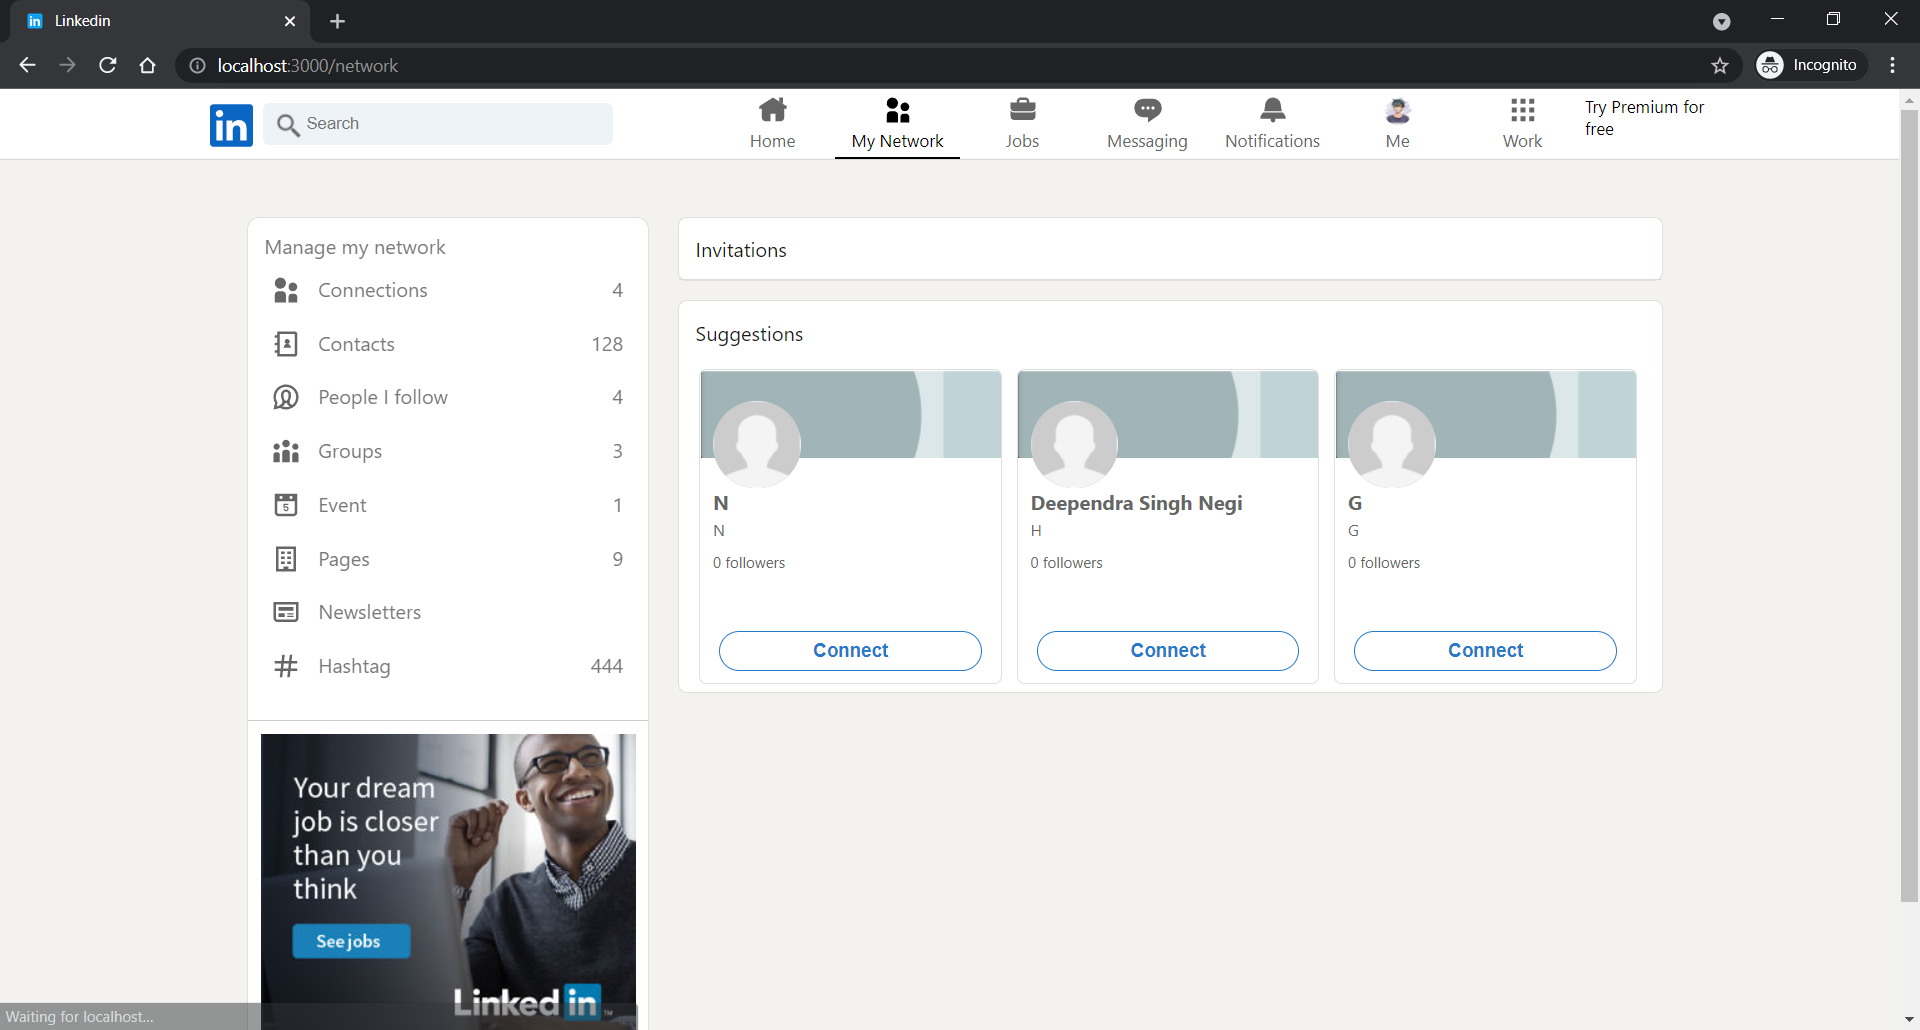 Linkedin
localhost:3000/network
Incognito
in
Search
Home
My Network
Jobs
Messaging
Notifications
Me
Work
Try Premium for
free
Manage my network
Connections 4
Contacts 128
People I follow 4
Groups 3
5
Event 1
Pages 9
Newsletters
Hashtag 444
Your dream
job is closer
than you
think
See jobs
Linked in ™
Invitations
Suggestions
N
N
0 followers
Connect
Deependra Singh Negi
H
0 followers
Connect
G
G
0 followers
Connect
Waiting for localhost...